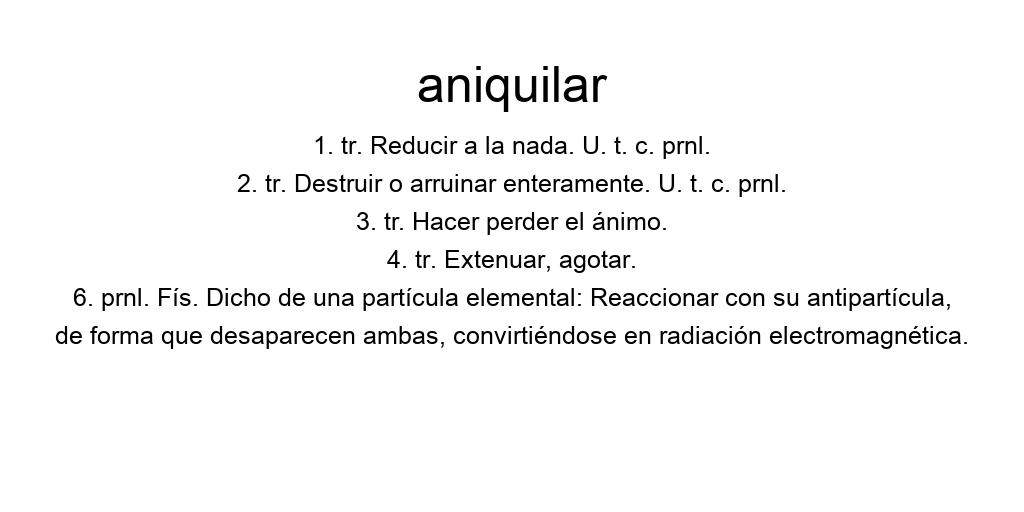 aniquilar
1. tr. Reducir a la nada. U. t. c. prnl.
2. tr. Destruir o arruinar enteramente. U. t. c. prnl.
3. tr. Hacer perder el ánimo.
4. tr. Extenuar, agotar.
6. prnl. Fís. Dicho de una partícula elemental: Reaccionar con su antipartícula,
de forma que desaparecen ambas, convirtiéndose en radiación electromagnética.